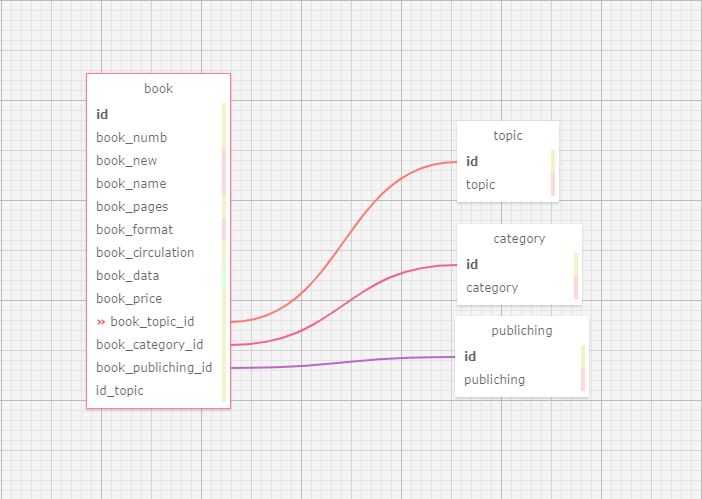 book
id
book_numb
book_new
book_name
book_pages
book_format
book_circulation
book_data
book_price
» book_topic_id
book_category_id
book_publiching_id
id_topic
topic
id
topic
category
id
category
publiching
id
publiching